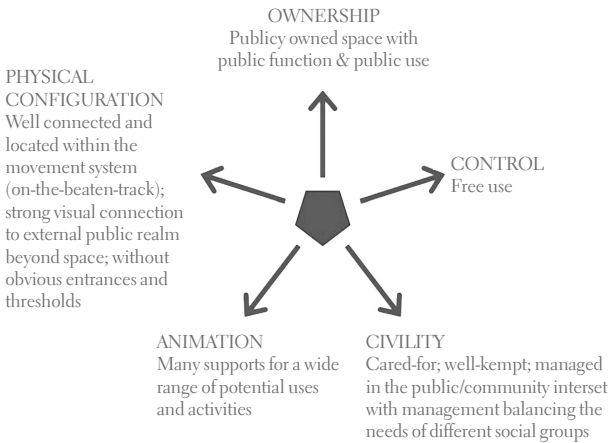 OWNERSHIP
Publicy owned space with
public function & public use
PHYSICAL
CONFIGURATION
Well connected and
located within the
movement system
(on-the-beaten-track);
strong visual connection
to external public realm
beyond space; without
obvious entrances and
thresholds
CONTROL
Free use
ANIMATION
Many supports for a wide
range of potential uses
and activities
CIVILITY
Cared-for; well-kempt; managed
in the public/community interset
with management balancing the
needs of different social groups